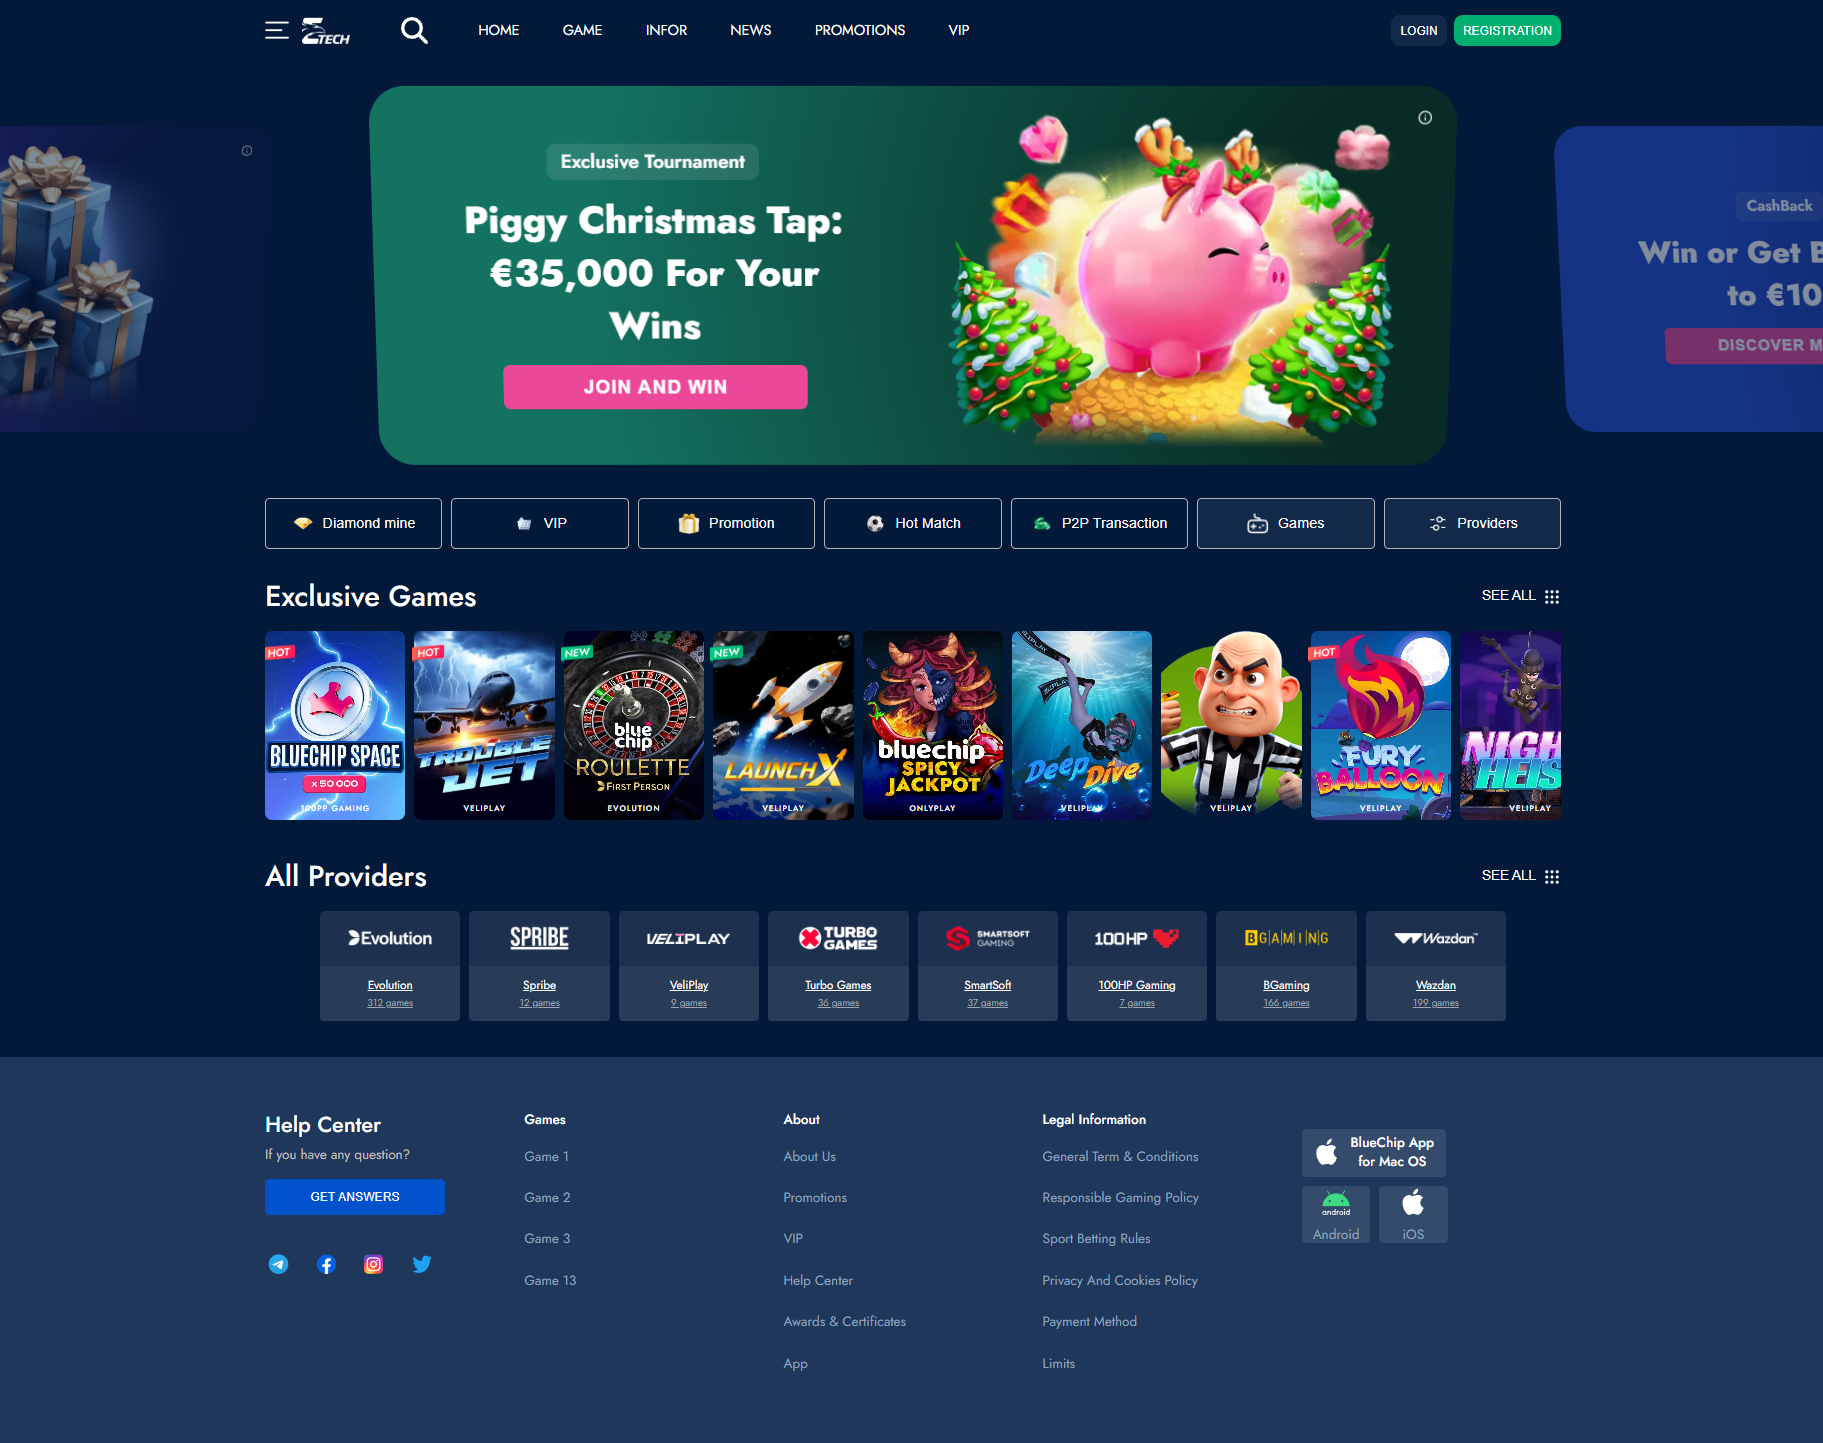 TECH
HOME
GAME
INFOR
NEWS
PROMOTIONS
VIP
LOGIN
REGISTRATION
Exclusive Tournament
Piggy Christmas Tap:
€35,000 For Your
Wins
JOIN AND WIN
CashBack
Win or Get
to €10
DISCOVER
Diamond mine
VIP
Promotion
Hot Match
P2P Transaction
Games
Providers
Exclusive Games
SEE ALL
HOT
BLUECHIP SPACE
x50 000
100PP GAMING
HOT
TROUBLE
JET
VELIPLAY
NEW
blue
chip
ROULETTE
FIRST PERSON
EVOLUTION
NEW
LAUNCHX
VELIPLAY
bluechip
SPICY
JACKPOT
ONLYPLAY
Deep Dive
VELIPLAY
VELIPLAY
HOT
FURY
BALLOON
VELIPLAY
NIGH
HEIS
VELIPLAY
All Providers
SEE ALL
Evolution
SPRIBE
VELIPLAY
TURBO
GAMES
SMARTSOFT
GAMING
100HP
BGAMING
Wazdan
Evolution
312 games
Spribe
12 games
VeliPlay
9 games
Turbo Games
36 games
SmartSoft
37 games
100HP Gaming
7 games
BGaming
166 games
Wazdan
199 games
Help Center
If you have any question?
GET ANSWERS
Games
Game 1
Game 2
Game 3
Game 13
About
About Us
Promotions
VIP
Help Center
Awards & Certificates
App
Legal Information
General Term & Conditions
Responsible Gaming Policy
Sport Betting Rules
Privacy And Cookies Policy
Payment Method
Limits
BlueChip App
for Mac OS
android
Android
iOS